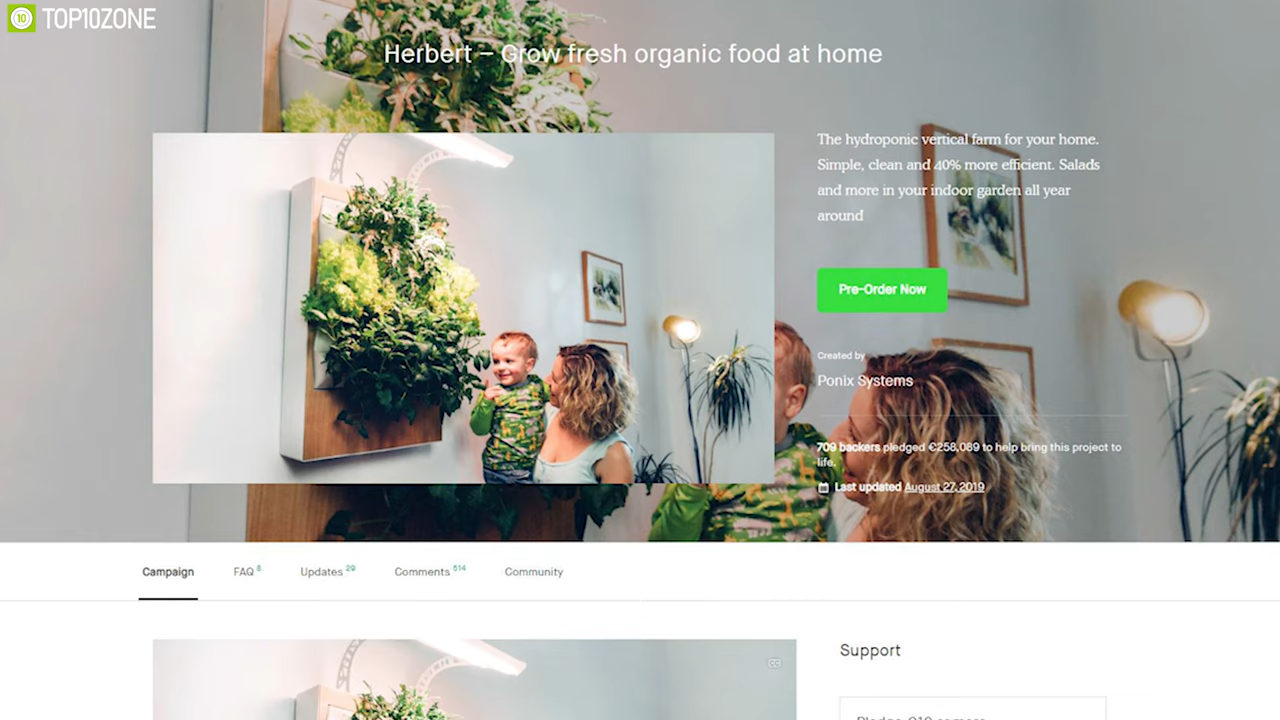 TOP10ZONE
Herbert – Grow fresh organic food at home
The hydroponic vertical farm for your home.
Simple, clean and 40% more efficient. Salads
and more in your indoor garden all year
around
Pre-Order Now
Created by
Ponix Systems
709 backers pledged €258,089 to help bring this project to
life.
Last updated August 27, 2019
Campaign
FAQ 8
Updates 29
Comments 514
Community
CC
Support